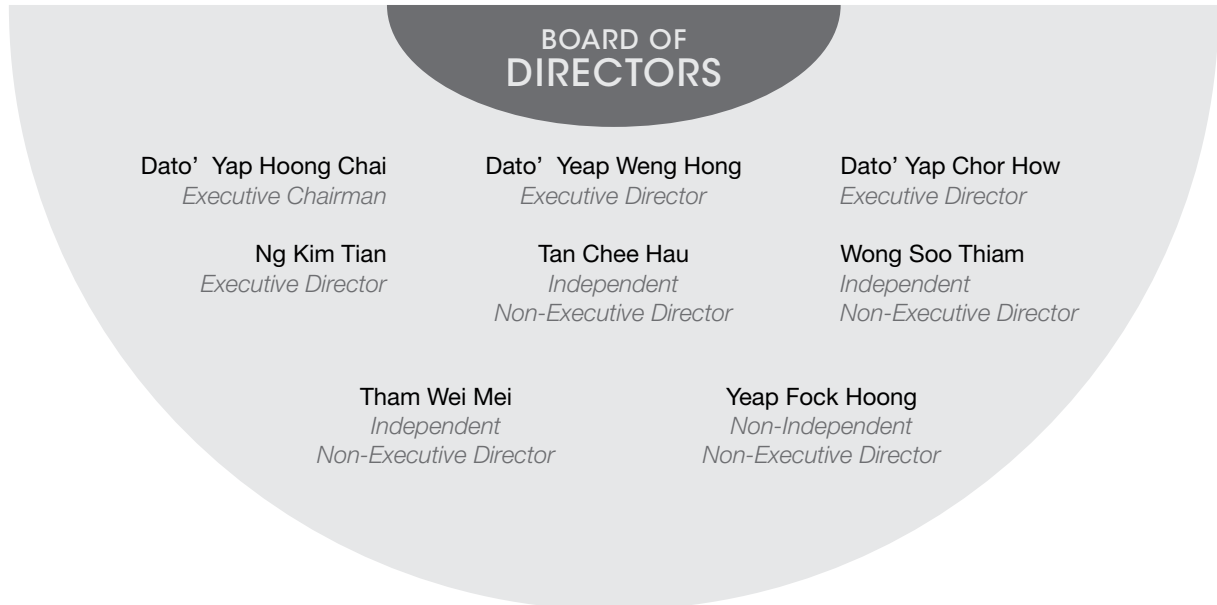 BOARD OF
DIRECTORS
Dato’ Yap Hoong Chai
Executive Chairman
Dato’ Yeap Weng Hong
Executive Director
Dato’ Yap Chor How
Executive Director
Ng Kim Tian
Executive Director
Tan Chee Hau
Independent
Non-Executive Director
Wong Soo Thiam
Independent
Non-Executive Director
Tham Wei Mei
Independent
Non-Executive Director
Yeap Fock Hoong
Non-Independent
Non-Executive Director